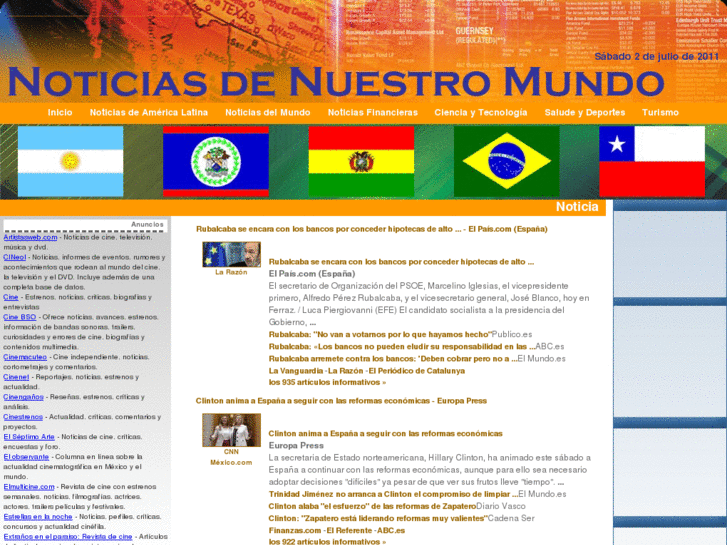 Sábado 2 de julio de 2011
NOTICIAS DE NUESTRO MUNDO
GUERNSEY
(REGULATED)
Inicio Noticias de América Latina Noticias del Mundo Noticias Financieras Ciencia y Tecnología Salude y Deportes Turismo
Noticia
Anuncios
Artistasweb.com - Noticias de cine. televisión.
música y dvd.
CINeol - Noticias, informes de eventos. rumores y
acontecimientos que rodean al mundo del cine.
la televisión y el DVD. Incluye además de una
completa base de datos.
Cine - Estrenos. noticias, críticas, biografías y
entrevistas
Cine BSO - Ofrece noticias. avances. estrenos.
información de bandas sonoras. trailers.
curiosidades y errores de cine. biografías y
contenidos multimedia.
Cinemacuteo - Cine independiente. noticias.
cortometrajes y comentarios.
Cinenet - Reportajes. noticias. estrenos y
actualidad.
Cinengaños - Reseñas. estrenos. críticas y
análisis.
Cinestrenos - Actualidad. críticas. comentarios y
proyectos.
El Séptimo Arte - Noticias de cine. críticas.
encuestas y foro.
El observante - Columna en línea sobre la
actualidad cinematográfica en México y el
mundo.
Elmulticine.com - Revista de cine con estrenos
semanales. noticias, filmografías. actrices.
actores. películas y festivales.
Estrellas en la noche - Noticias. perfiles. críticas.
concursos y actualidad cinéfila.
Extraños en el paraíso: Revista de cine - Artículos
Rubalcaba se encara con los bancos por conceder hipotecas de alto ... - El País.com (España)
La Razón
Rubalcaba se encara con los bancos por conceder hipotecas de alto ...
El País.com (España)
El secretario de Organización del PSOE, Marcelino Iglesias, el vicepresidente
primero, Alfredo Pérez Rubalcaba, y el vicesecretario general, José Blanco, hoy en
Ferraz. / Luca Piergiovanni (EFE) El candidato socialista a la presidencia del
Gobierno, ...
Rubalcaba: "No van a votarnos por lo que hayamos hecho"Publico.es
Rubalcaba: «Los bancos no pueden eludir su responsabilidad en las ...ABC.es
Rubalcaba arremete contra los bancos: 'Deben cobrar pero no a ...El Mundo.es
La Vanguardia -La Razón -El Periódico de Catalunya
los 935 artículos informativos »
Clinton anima a España a seguir con las reformas económicas - Europa Press
CNN
México.com
Clinton anima a España a seguir con las reformas económicas
Europa Press
La secretaria de Estado norteamericana, Hillary Clinton, ha animado este sábado a
España a continuar con las reformas económicas, aunque para ello sea necesario
adoptar decisiones "difíciles" ya pesar de que ver sus frutos lleve "tiempo". ...
Trinidad Jiménez no arranca a Clinton el compromiso de limpiar ...El Mundo.es
Clinton alaba "el esfuerzo" de las reformas de ZapateroDiario Vasco
Clinton: "Zapatero está liderando reformas muy valientes"Cadena Ser
Finanzas.com -El Referente -ABC.es
los 922 artículos informativos »